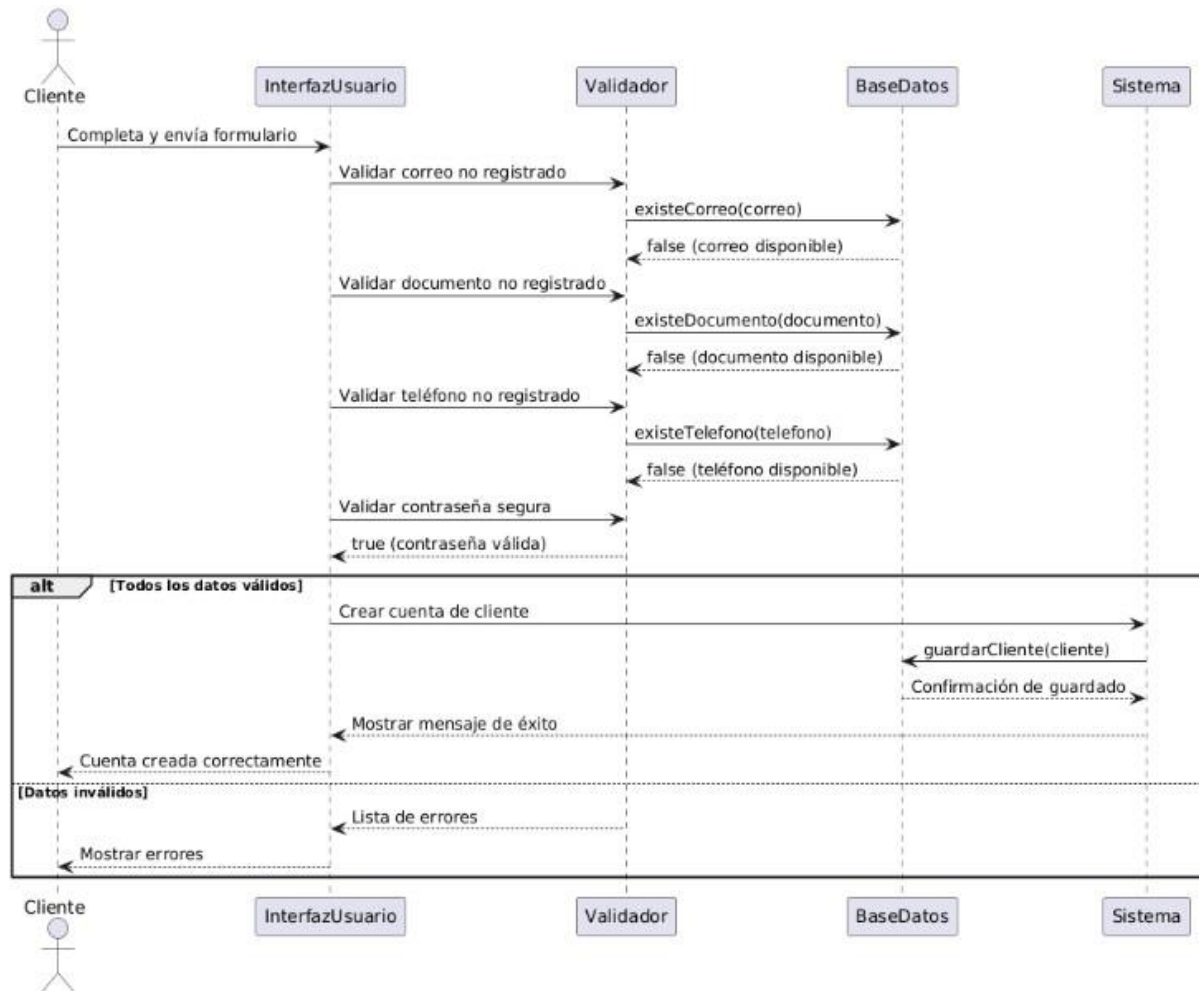 Cliente
InterfazUsuario
Validador
BaseDatos
Sistema
Completa y envía formulario
Validar correo no registrado
existeCorreo(correo)
false (correo disponible)
Validar documento no registrado
existeDocumento(documento)
false (documento disponible)
Validar teléfono no registrado
existeTelefono(telefono)
false (teléfono disponible)
Validar contraseña segura
true (contraseña válida)
alt [Todos los datos válidos]
Crear cuenta de cliente
guardarCliente(cliente)
Confirmación de guardado
Mostrar mensaje de éxito
Cuenta creada correctamente
[Datos inválidos]
Lista de errores
Mostrar errores
Cliente
InterfazUsuario
Validador
BaseDatos
Sistema